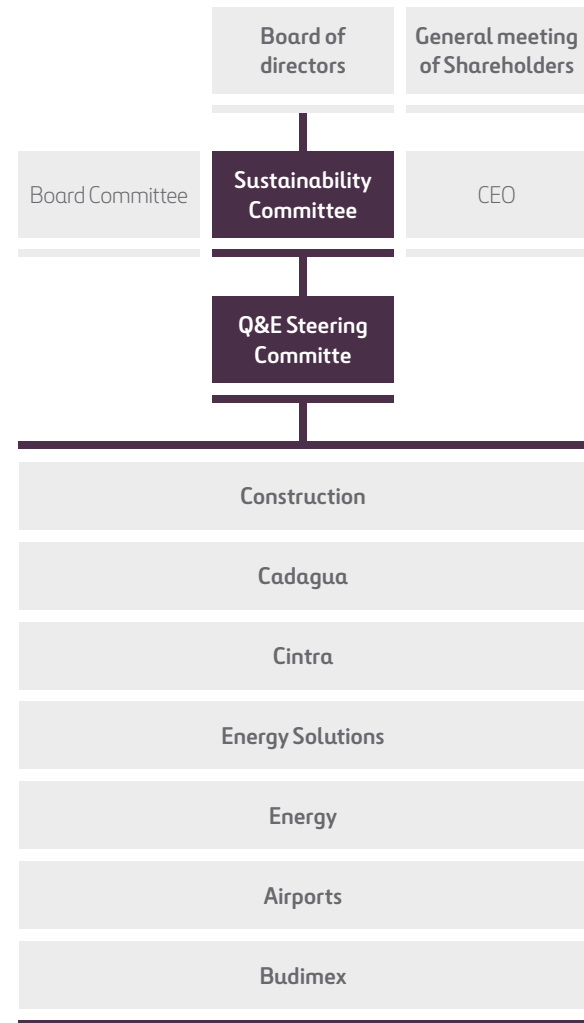 Board of
directors
General meeting
of Shareholders
Board Committee
Sustainability
Committee
CEO
Q&E Steering
Committe
Construction
Cadagua
Cintra
Energy Solutions
Energy
Airports
Budimex